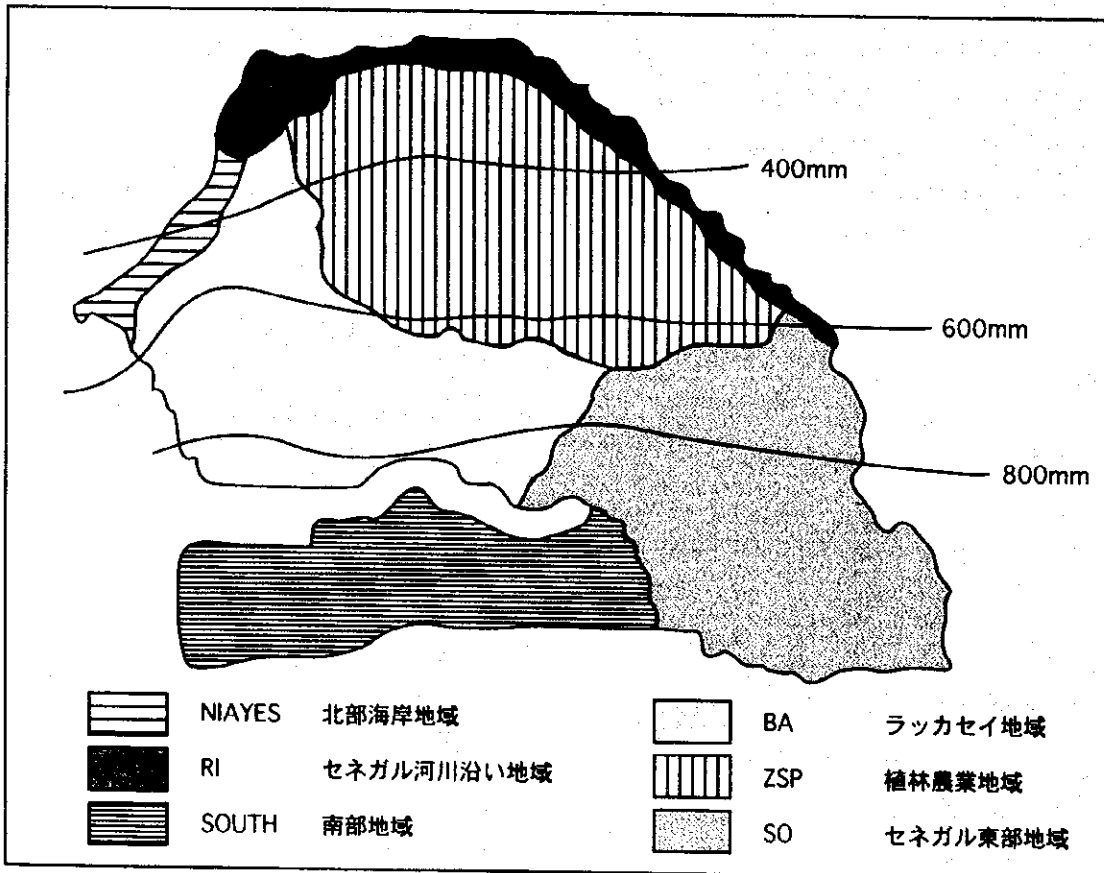 400mm
600mm
800mm
NIAYES 北部海岸地域
RI セネガル河川沿い地域
SOUTH 南部地域
BA ラッカセイ地域
ZSP 植林農業地域
SO セネガル東部地域